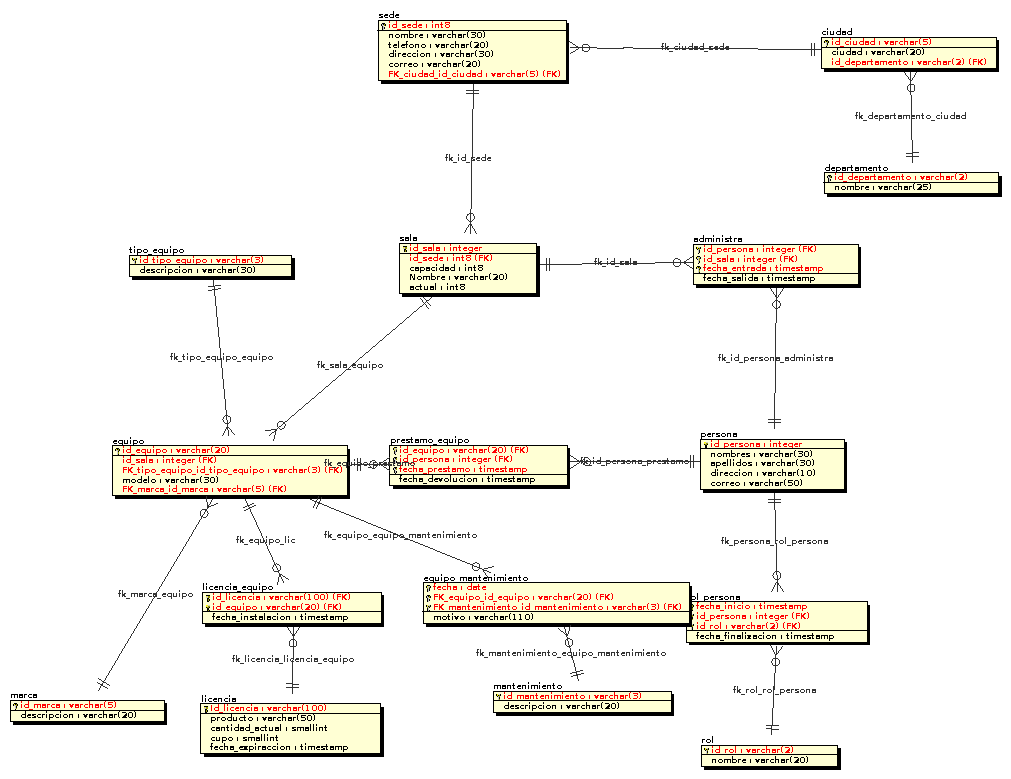 sede
id_sede : int8
nombre : varchar(30)
telefono : varchar(20)
direccion : varchar(30)
correo : varchar(20)
FK_ciudad_id_ciudad : varchar(5) (FK)
fk_ciudad_sede
ciudad
id_ciudad : varchar(5)
ciudad : varchar(20)
id_departamento : varchar(2) (FK)
fk_departamento_ciudad
departamento
id_departamento : varchar(2)
nombre : varchar(25)
fk_id_sede
sala
id_sala : integer
id_sede : int8 (FK)
capacidad : int8
Nombre : varchar(20)
actual : int8
fk_id_sala
administra
id_persona : integer (FK)
id_sala : integer (FK)
fecha_entrada : timestamp
fecha_salida : timestamp
tipo_equipo
id_tipo_equipo : varchar(3)
descripcion : varchar(30)
fk_tipo_equipo_equipo
fk_sala_equipo
fk_id_persona_administra
equipo
id_equipo : varchar(20)
id_sala : integer (FK)
FK_tipo_equipo_id_tipo_equipo : varchar(3) (FK)
modelo : varchar(30)
FK_marca_id_marca : varchar(5) (FK)
fk_equipo_prestamo
prestamo_equipo
id_equipo : varchar(20) (FK)
id_persona : integer (FK)
fecha_prestamo : timestamp
fecha_devolucion : timestamp
fk_id_persona_prestamo
persona
id_persona : integer
nombres : varchar(30)
apellidos : varchar(30)
direccion : varchar(10)
correo : varchar(50)
fk_marca_equipo
fk_equipo_lic
fk_equipo_equipo_mantenimiento
fk_persona_rol_persona
licencia_equipo
id_licencia : varchar(100) (FK)
id_equipo : varchar(20) (FK)
fecha_instalacion : timestamp
equipo_mantenimiento
fecha : date
FK_equipo_id_equipo : varchar(20) (FK)
FK_mantenimiento_id_mantenimiento : varchar(3) (FK)
motivo : varchar(110)
rol_persona
fecha_inicio : timestamp
id_persona : integer (FK)
id_rol : varchar(2) (FK)
fecha_finalizacion : timestamp
fk_licencia_licencia_equipo
fk_mantenimiento_equipo_mantenimiento
fk_rol_rol_persona
marca
id_marca : varchar(5)
descripcion : varchar(20)
licencia
id_licencia : varchar(100)
producto : varchar(50)
cantidad_actual : smallint
cupo : smallint
fecha_expiraccion : timestamp
mantenimiento
id_mantenimiento : varchar(3)
descripcion : varchar(20)
rol
id_rol : varchar(2)
nombre : varchar(20)